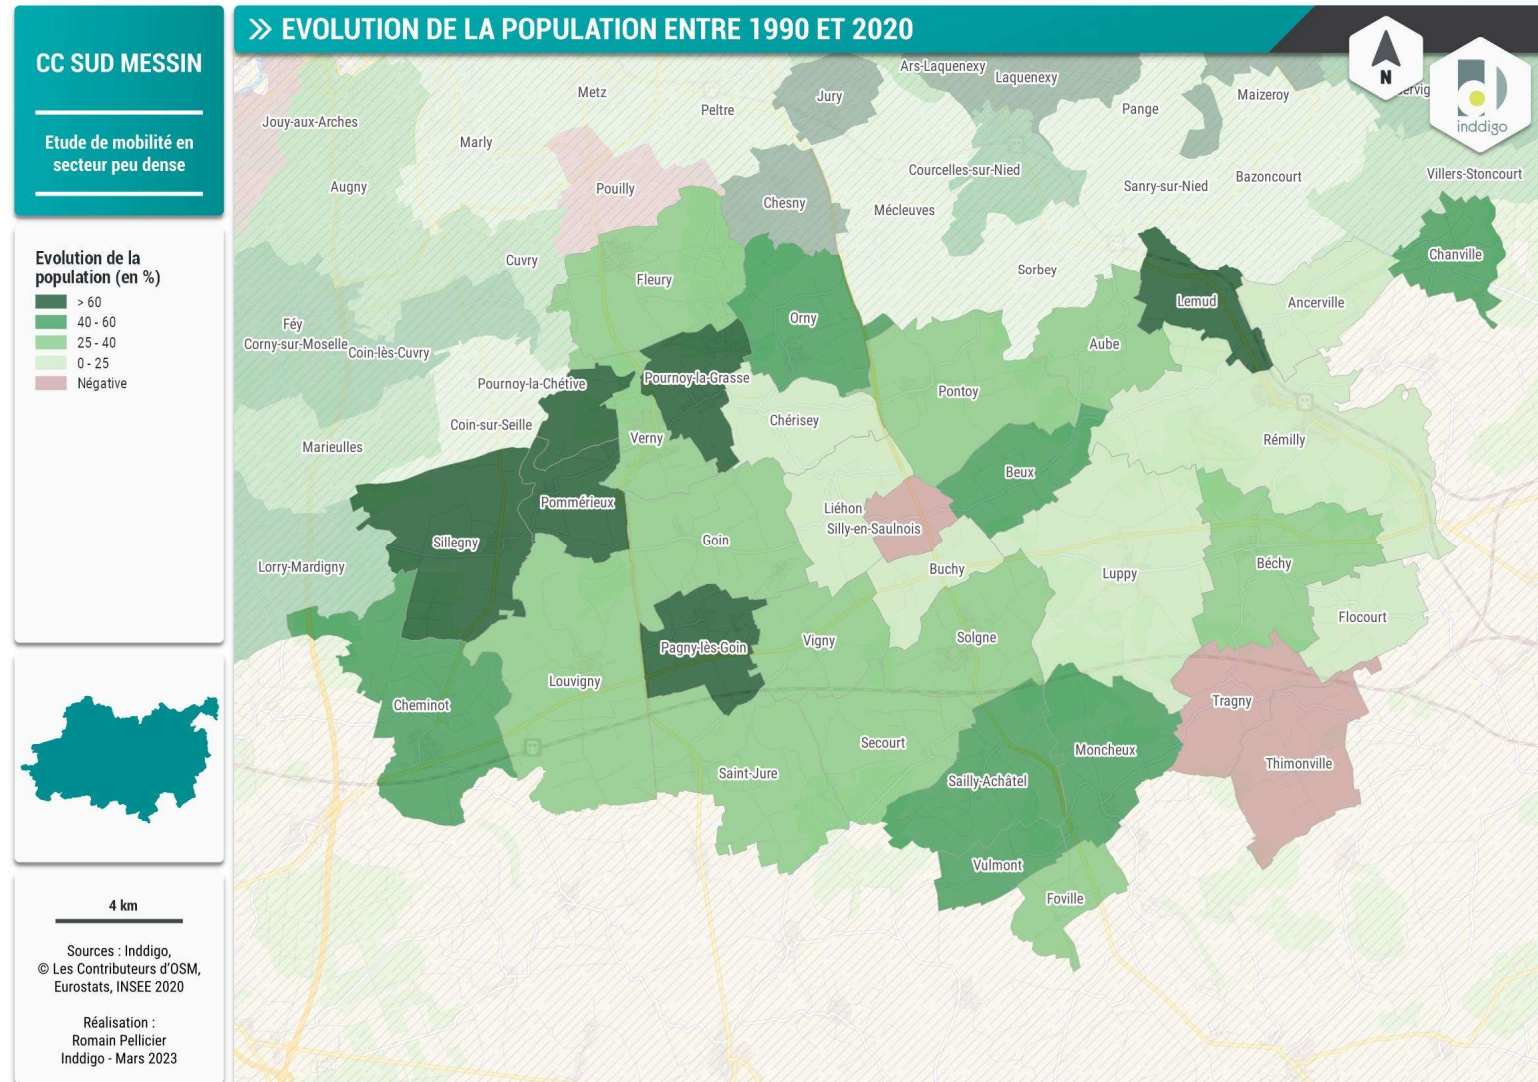 CC SUD MESSIN
Etude de mobilité en
secteur peu dense
>> EVOLUTION DE LA POPULATION ENTRE 1990 ET 2020
N
inddigo
Evolution de la
population (en %)
> 60
40 - 60
25 - 40
0 - 25
Négative
4 km
Sources : Inddigo,
© Les Contributeurs d'OSM,
Eurostats, INSEE 2020
Réalisation :
Romain Pellicier
Inddigo - Mars 2023
Ars-Laquenexy
Laquenexy
Metz
Jury
Maizeroy
Peltre
Pange
Jouy-aux-Arches
Marly
Courcelles-sur-Nied
Villers-Stoncourt
Bazoncourt
Augny
Pouilly
Sanry-sur-Nied
Chesny
Mécleuves
Chanville
Cuvry
Sorbey
Fleury
Lemud
Ancerville
Orny
Féy
Corny-sur-Moselle
Coin-lès-Cuvry
Aube
Pournoy-la-Chétive
Pournoy-la-Grasse
Pontoy
Coin-sur-Seille
Chérisey
Marieulles
Verny
Rémilly
Beux
Pommérieux
Liéhon
Silly-en-Saulnois
Sillegny
Goin
Lorry-Mardigny
Buchy
Luppy
Béchy
Flocourt
Pagny-lès-Goin
Vigny
Solgne
Louvigny
Cheminot
Tragny
Secourt
Moncheux
Saint-Jure
Sailly-Achâtel
Thimonville
Vulmont
Foville